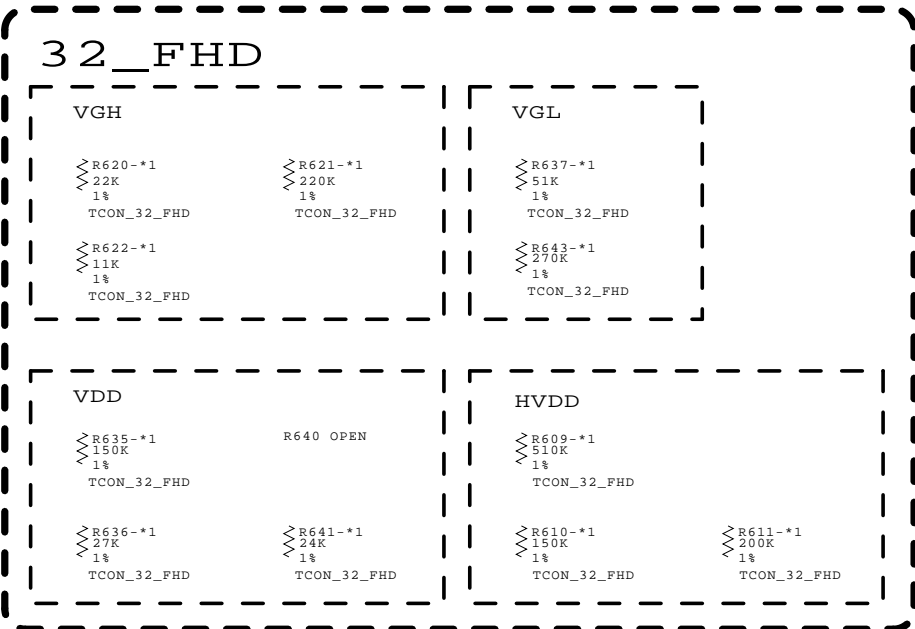 32_FHD
VGH
R620-*1
22K
1%
TCON_32_FHD
R621-*1
220K
1%
TCON_32_FHD
R622-*1
11K
1%
TCON_32_FHD
VGL
R637-*1
51K
1%
TCON_32_FHD
R643-*1
270K
1%
TCON_32_FHD
VDD
R635-*1
150K
1%
TCON_32_FHD
R640 OPEN
R636-*1
27K
1%
TCON_32_FHD
R641-*1
24K
1%
TCON_32_FHD
HVDD
R609-*1
510K
1%
TCON_32_FHD
R610-*1
150K
1%
TCON_32_FHD
R611-*1
200K
1%
TCON_32_FHD